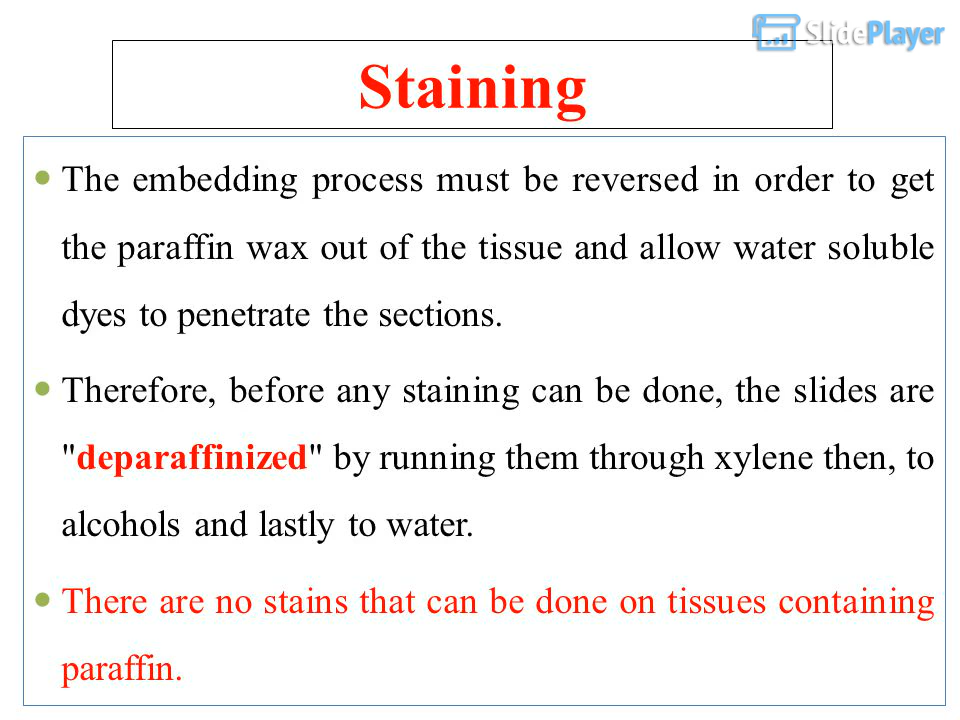 SlidePlayer
Staining
• The embedding process must be reversed in order to get
the paraffin wax out of the tissue and allow water soluble
dyes to penetrate the sections.
• Therefore, before any staining can be done, the slides are
"deparaffinized" by running them through xylene then, to
alcohols and lastly to water.
• There are no stains that can be done on tissues containing
paraffin.